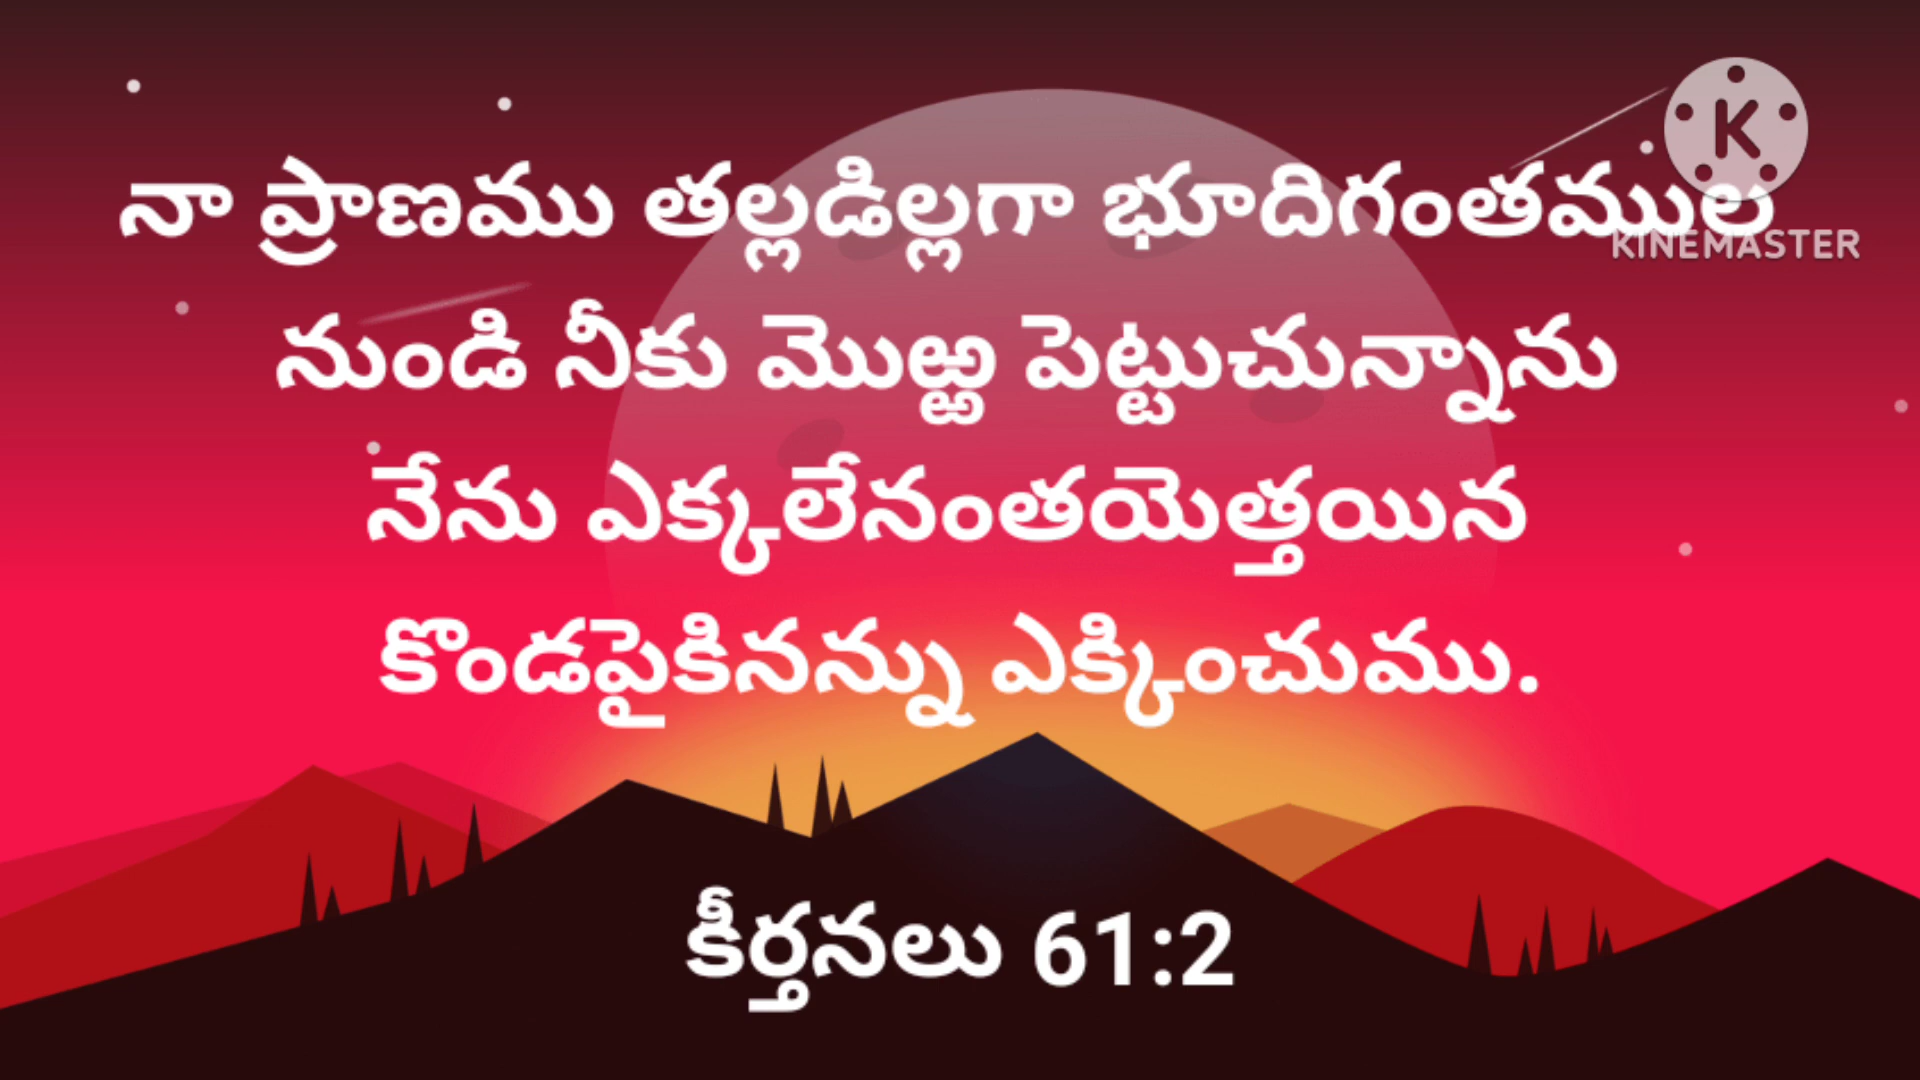 నా ప్రాణము తల్లడిల్లగా భూదిగంతముల
నుండి నీకు మొఱ్ఱ పెట్టుచున్నాను
నేను ఎక్కలేనంతయెత్తయిన
కొండపైకినన్ను ఎక్కించుము.
కీర్తనలు 61:2
K
KINEMASTER